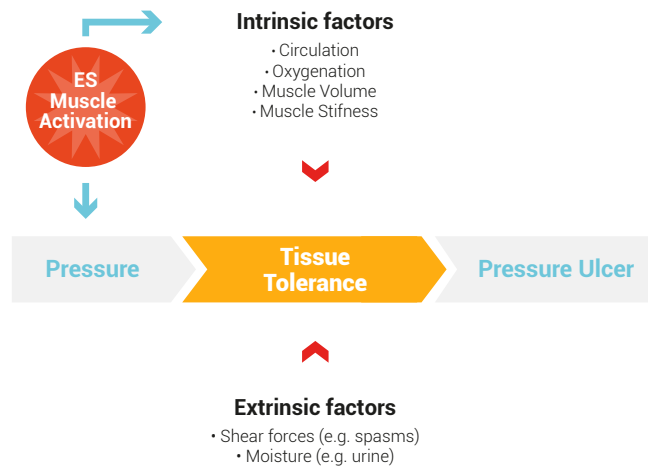 Intrinsic factors
• Circulation
• Oxygenation
• Muscle Volume
• Muscle Stifness
ES
Muscle
Activation
Pressure
Tissue
Tolerance
Pressure Ulcer
Extrinsic factors
• Shear forces (e.g. spasms)
• Moisture (e.g. urine)